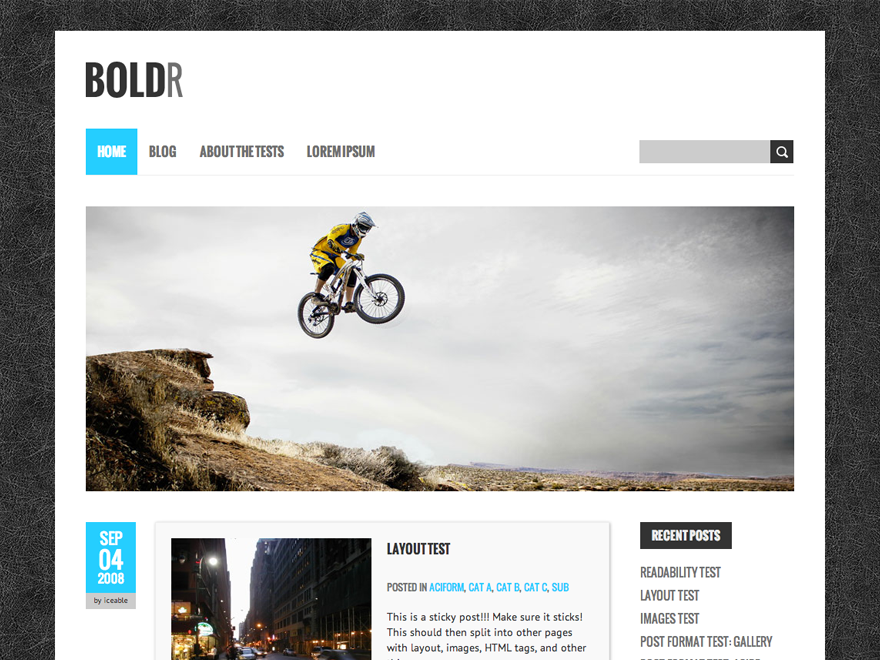 BOLDR
HOME BLOG ABOUT THE TESTS LOREM IPSUM
SEP
04
2008
by iceable
LAYOUT TEST
POSTED IN ACIFORM, CAT A, CAT B, CAT C, SUB
This is a sticky post!!! Make sure it sticks!
This should then split into other pages
with layout, images, HTML tags, and other
RECENT POSTS
READABILITY TEST
LAYOUT TEST
IMAGES TEST
POST FORMAT TEST: GALLERY